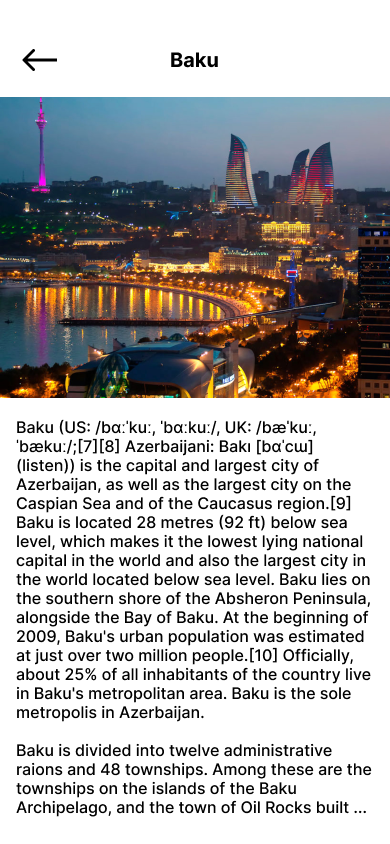 Baku
Baku (US: /bɑːˈkuː, ˈbɑːkuː/, UK: /bæˈkuː,
ˈbækuː/;[7][8] Azerbaijani: Bakı [bɑˈcɯ]
(listen)) is the capital and largest city of
Azerbaijan, as well as the largest city on the
Caspian Sea and of the Caucasus region.[9]
Baku is located 28 metres (92 ft) below sea
level, which makes it the lowest lying national
capital in the world and also the largest city in
the world located below sea level. Baku lies on
the southern shore of the Absheron Peninsula,
alongside the Bay of Baku. At the beginning of
2009, Baku's urban population was estimated
at just over two million people.[10] Officially,
about 25% of all inhabitants of the country live
in Baku's metropolitan area. Baku is the sole
metropolis in Azerbaijan.
Baku is divided into twelve administrative
raions and 48 townships. Among these are the
townships on the islands of the Baku
Archipelago, and the town of Oil Rocks built ...